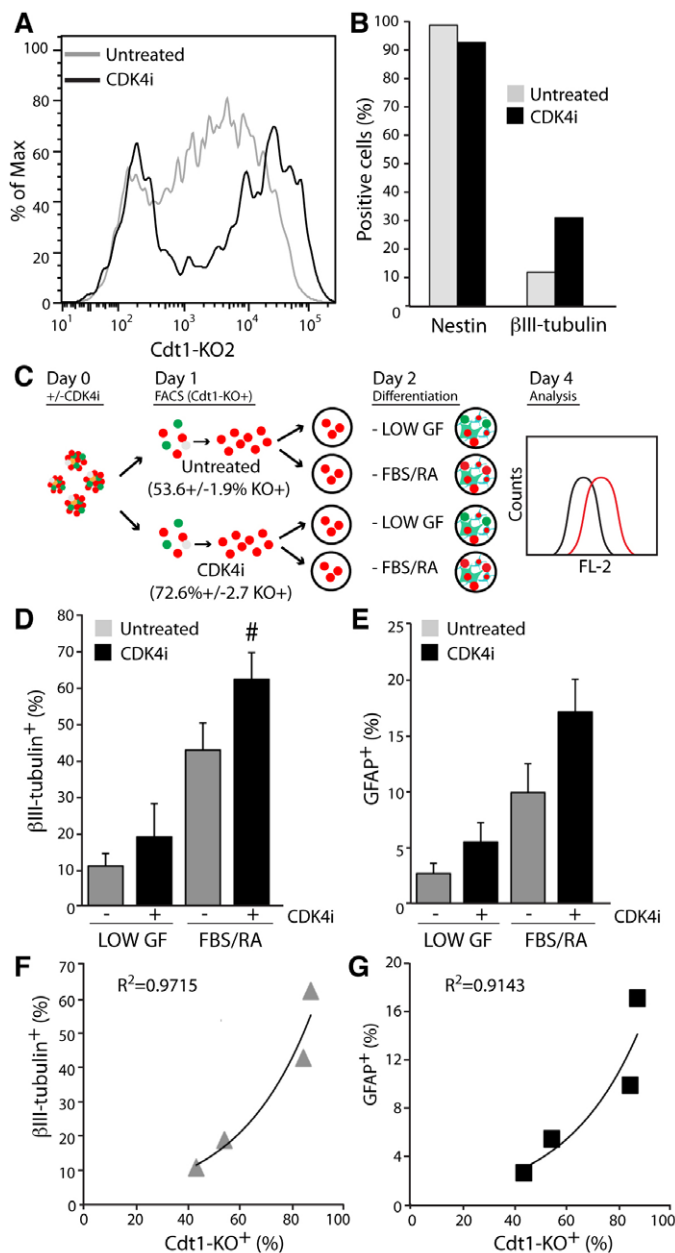 A
Untreated
CDK4i
% of Max
100
80
60
40
20
0
10¹ 10² 10³ 10⁴ 10⁵
Cdt1-KO2
B
Untreated
CDK4i
Positive cells (%)
100
90
80
70
60
50
40
30
20
10
0
Nestin βIII-tubulin
C
Day 0
+/-CDK4i
Day 1
FACS (Cdt1-KO+)
Day 2
Differentiation
Day 4
Analysis
Untreated
(53.6+/-1.9% KO+)
CDK4i
(72.6%+/-2.7 KO+)
- LOW GF
- FBS/RA
- LOW GF
- FBS/RA
Counts
FL-2
D
Untreated
CDK4i
#
βIII-tubulin⁺ (%)
80
70
60
50
40
30
20
10
0
- + - + CDK4i
LOW GF FBS/RA
E
Untreated
CDK4i
GFAP⁺ (%)
25
20
15
10
5
0
- + - + CDK4i
LOW GF FBS/RA
F
R²=0.9715
βIII-tubulin⁺ (%)
70
60
50
40
30
20
10
0
0 20 40 60 80 100
Cdt1-KO⁺ (%)
G
R²=0.9143
GFAP⁺ (%)
20
16
12
8
4
0 20 40 60 80 100
Cdt1-KO⁺ (%)